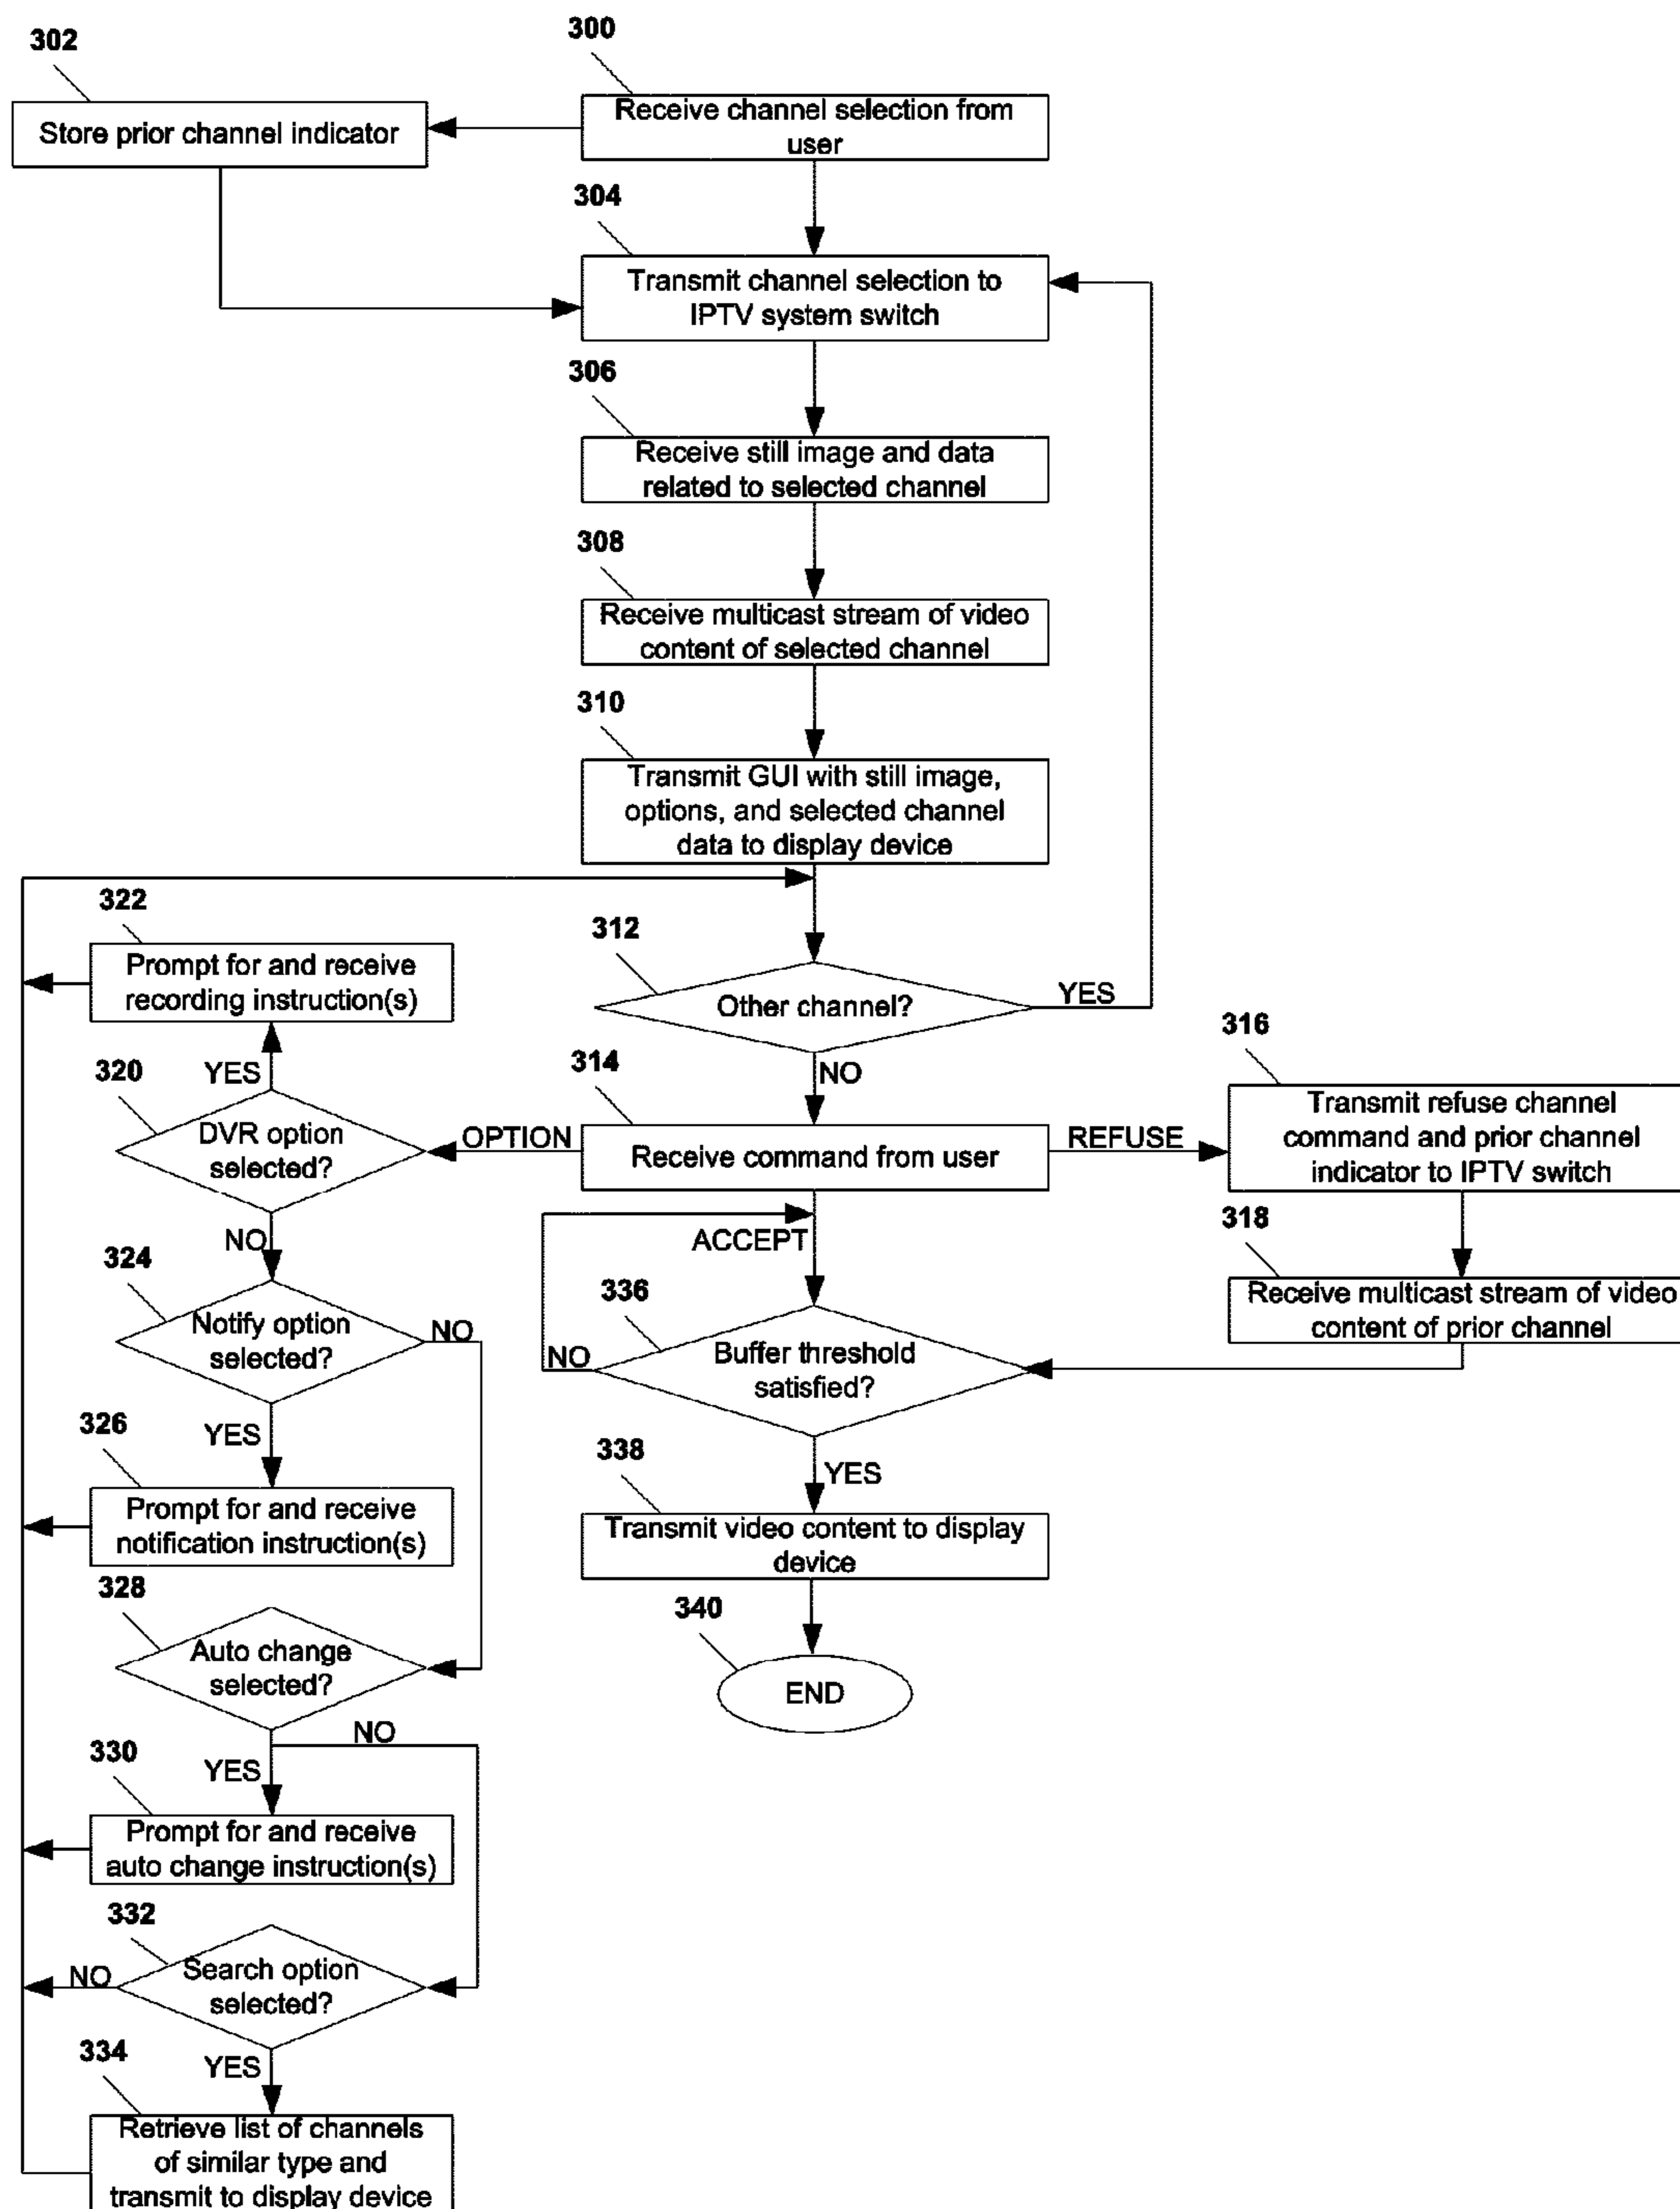 302
300
Store prior channel indicator
Receive channel selection from
user
304
Transmit channel selection to
IPTV system switch
306
Receive still image and data
related to selected channel
308
Receive multicast stream of video
content of selected channel
310
Transmit GUI with still image,
options, and selected channel
data to display device
312
Other channel?
YES
NO
314
Receive command from user
OPTION
REFUSE
ACCEPT
316
Transmit refuse channel
command and prior channel
indicator to IPTV switch
318
Receive multicast stream of video
content of prior channel
322
Prompt for and receive
recording instruction(s)
320
YES
DVR option
selected?
NO
324
Notify option
selected?
NO
YES
326
Prompt for and receive
notification instruction(s)
328
Auto change
selected?
NO
YES
330
Prompt for and receive
auto change instruction(s)
332
Search option
selected?
NO
YES
334
Retrieve list of channels
of similar type and
transmit to display device
336
Buffer threshold
satisfied?
NO
YES
338
Transmit video content to display
device
340
END